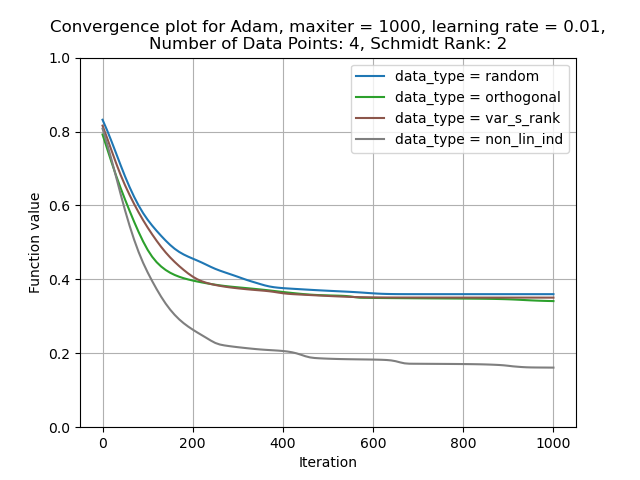 Convergence plot for Adam, maxiter = 1000, learning rate = 0.01,
Number of Data Points: 4, Schmidt Rank: 2
data_type = random
data_type = orthogonal
data_type = var_s_rank
data_type = non_lin_ind
Function value
1.0
0.8
0.6
0.4
0.2
0.0
0 200 400 600 800 1000
Iteration